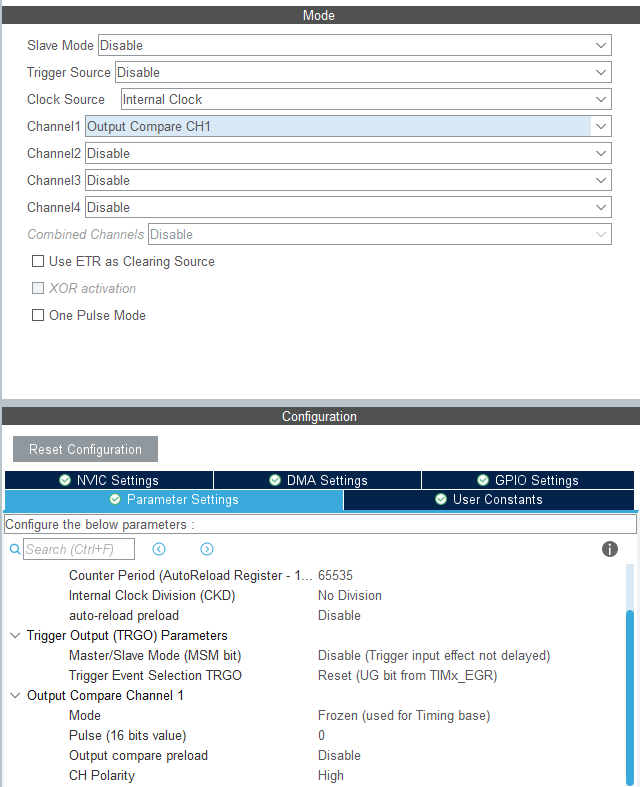 Mode
Slave Mode Disable
Trigger Source Disable
Clock Source Internal Clock
Channel1 Output Compare CH1
Channel2 Disable
Channel3 Disable
Channel4 Disable
Combined Channels Disable
Use ETR as Clearing Source
XOR activation
One Pulse Mode
Configuration
Reset Configuration
NVIC Settings DMA Settings GPIO Settings
Parameter Settings User Constants
Configure the below parameters :
Search (Ctrl+F)
Counter Period (AutoReload Register - 1... 65535
Internal Clock Division (CKD) No Division
auto-reload preload Disable
Trigger Output (TRGO) Parameters
Master/Slave Mode (MSM bit) Disable (Trigger input effect not delayed)
Trigger Event Selection TRGO Reset (UG bit from TIMx_EGR)
Output Compare Channel 1
Mode Frozen (used for Timing base)
Pulse (16 bits value) 0
Output compare preload Disable
CH Polarity High